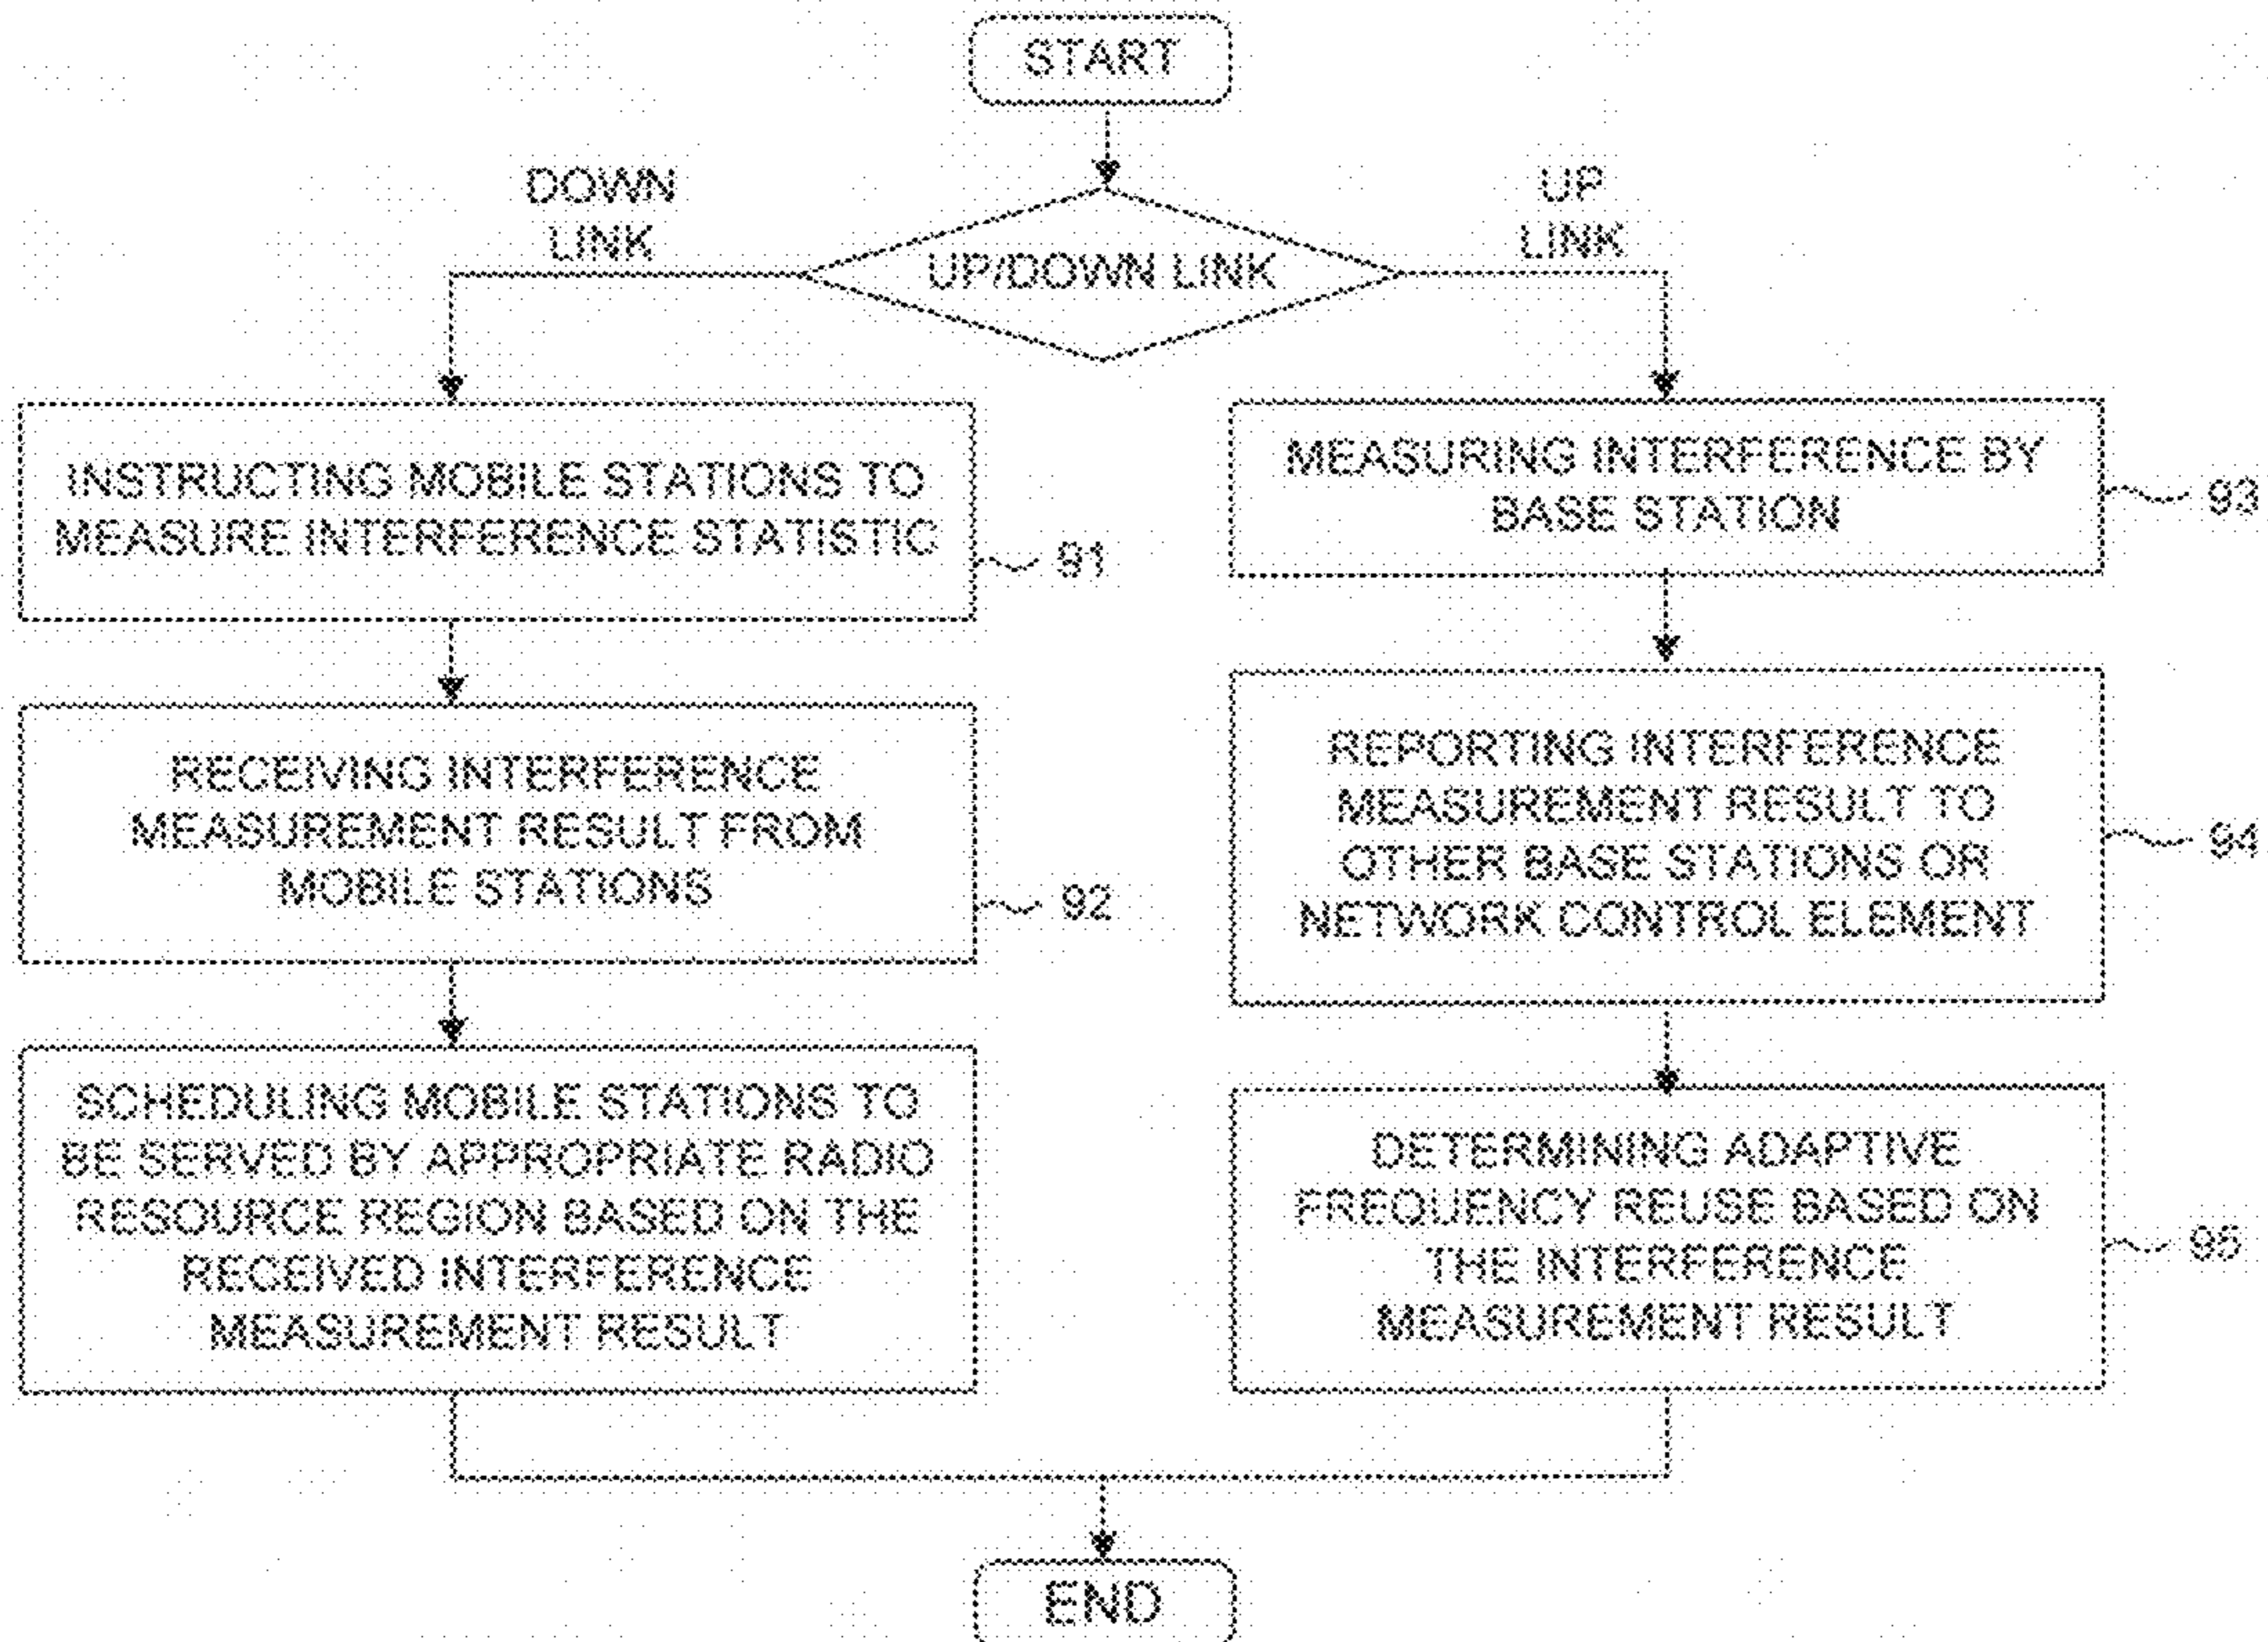 START
DOWN
LINK
UP/DOWN LINK
UP
LINK
INSTRUCTING MOBILE STATIONS TO
MEASURE INTERFERENCE STATISTIC
91
RECEIVING INTERFERENCE
MEASUREMENT RESULT FROM
MOBILE STATIONS
92
SCHEDULING MOBILE STATIONS TO
BE SERVED BY APPROPRIATE RADIO
RESOURCE REGION BASED ON THE
RECEIVED INTERFERENCE
MEASUREMENT RESULT
MEASURING INTERFERENCE BY
BASE STATION
93
REPORTING INTERFERENCE
MEASUREMENT RESULT TO
OTHER BASE STATIONS OR
NETWORK CONTROL ELEMENT
94
DETERMINING ADAPTIVE
FREQUENCY REUSE BASED ON
THE INTERFERENCE
MEASUREMENT RESULT
95
END